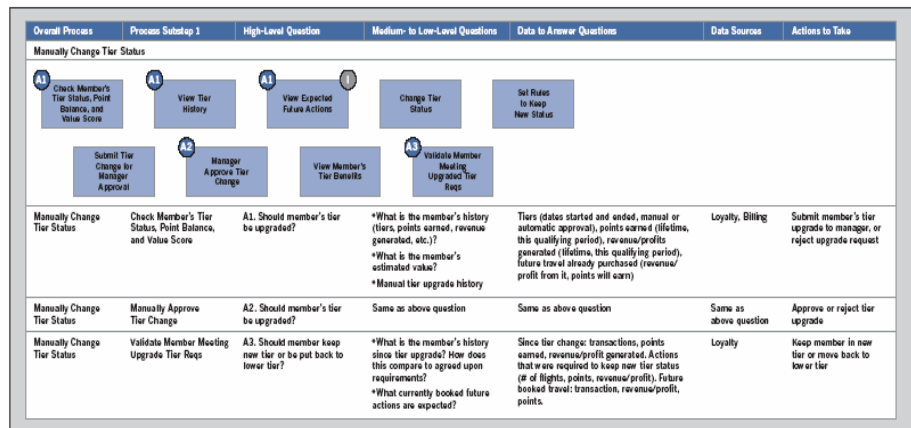 Overall Process Process Substep 1 High-Level Question Medium- to Low-Level Questions Data to Answer Questions Data Sources Actions to Take
Manually Change Tier Status
A1
Check Member's
Tier Status, Point
Balance, and
Value Score
A1
View Tier
History
A1
I
View Expected
Future Actions
Change Tier
Status
Set Rules
to Keep
New Status
Submit Tier
Change for
Manager
Approval
A2
Manager
Approve Tier
Change
View Member's
Tier Benefits
A3
Validate Member
Meeting
Upgraded Tier
Reqs
Manually Change
Tier Status
Check Member's Tier
Status, Point Balance,
and Value Score
A1. Should member's tier
be upgraded?
*What is the member's history
(tiers, points earned, revenue
generated, etc.)?
*What is the member's
estimated value?
*Manual tier upgrade history
Tiers (dates started and ended, manual or
automatic approval), points earned (lifetime,
this qualifying period), revenue/profits
generated (lifetime, this qualifying period),
future travel already purchased (revenue/
profit from it, points will earn)
Loyalty, Billing
Submit member's tier
upgrade to manager, or
reject upgrade request
Manually Change
Tier Status
Manually Approve
Tier Change
A2. Should member's tier
be upgraded?
Same as above question
Same as above question
Same as
above question
Approve or reject tier
upgrade
Manually Change
Tier Status
Validate Member Meeting
Upgrade Tier Reqs
A3. Should member keep
new tier or be put back to
lower tier?
*What is the member's history
since tier upgrade? How does
this compare to agreed upon
requirements?
*What currently booked future
actions are expected?
Since tier change: transactions, points
earned, revenue/profit generated. Actions
that were required to keep new tier status
(# of flights, points, revenue/profit). Future
booked travel: transaction, revenue/profit,
points.
Loyalty
Keep member in new
tier or move back to
lower tier